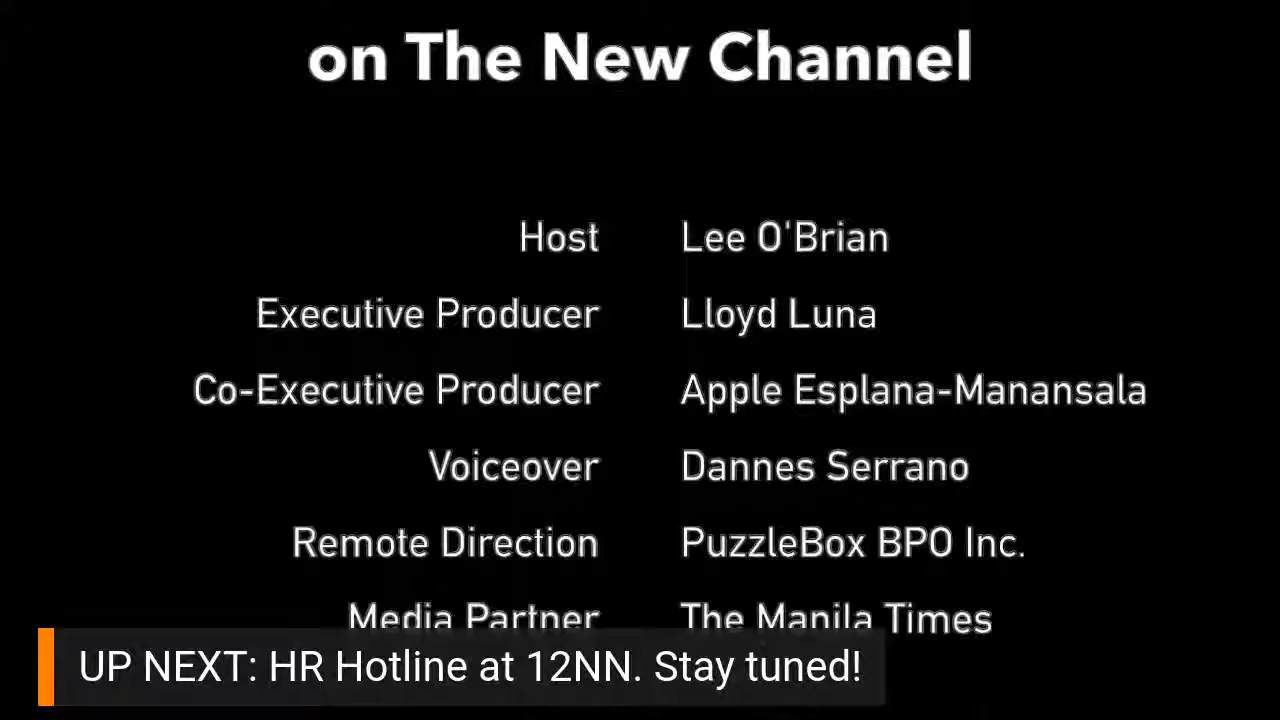 on The New Channel
Host Lee O'Brian
Executive Producer Lloyd Luna
Co-Executive Producer Apple Esplana-Manansala
Voiceover Dannes Serrano
Remote Direction PuzzleBox BPO Inc.
Media Partner The Manila Times
UP NEXT: HR Hotline at 12NN. Stay tuned!